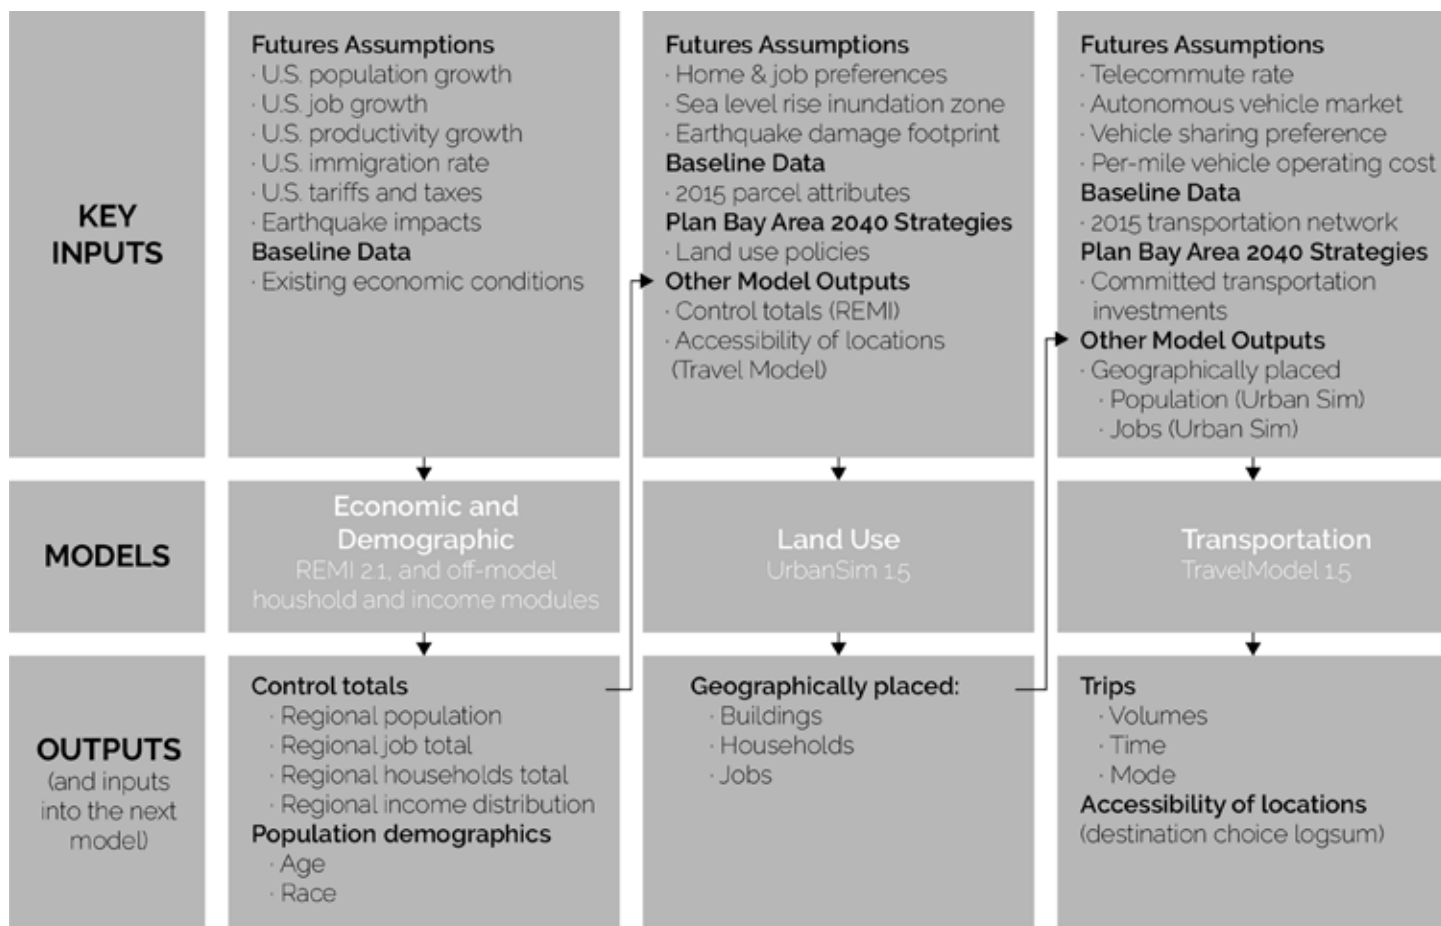 KEY
INPUTS
Futures Assumptions
· U.S. population growth
· U.S. job growth
· U.S. productivity growth
· U.S. immigration rate
· U.S. tariffs and taxes
· Earthquake impacts
Baseline Data
· Existing economic conditions
Futures Assumptions
· Home & job preferences
· Sea level rise inundation zone
· Earthquake damage footprint
Baseline Data
· 2015 parcel attributes
Plan Bay Area 2040 Strategies
· Land use policies
Other Model Outputs
· Control totals (REMI)
· Accessibility of locations
(Travel Model)
Futures Assumptions
· Telecommute rate
· Autonomous vehicle market
· Vehicle sharing preference
· Per-mile vehicle operating cost
Baseline Data
· 2015 transportation network
Plan Bay Area 2040 Strategies
· Committed transportation
investments
Other Model Outputs
· Geographically placed
· Population (Urban Sim)
· Jobs (Urban Sim)
MODELS
Economic and
Demographic
REMI 2.1, and off-model
houshold and income modules
Land Use
UrbanSim 1.5
Transportation
TravelModel 1.5
OUTPUTS
(and inputs
into the next
model)
Control totals
· Regional population
· Regional job total
· Regional households total
· Regional income distribution
Population demographics
· Age
· Race
Geographically placed:
· Buildings
· Households
· Jobs
Trips
· Volumes
· Time
· Mode
Accessibility of locations
(destination choice logsum)